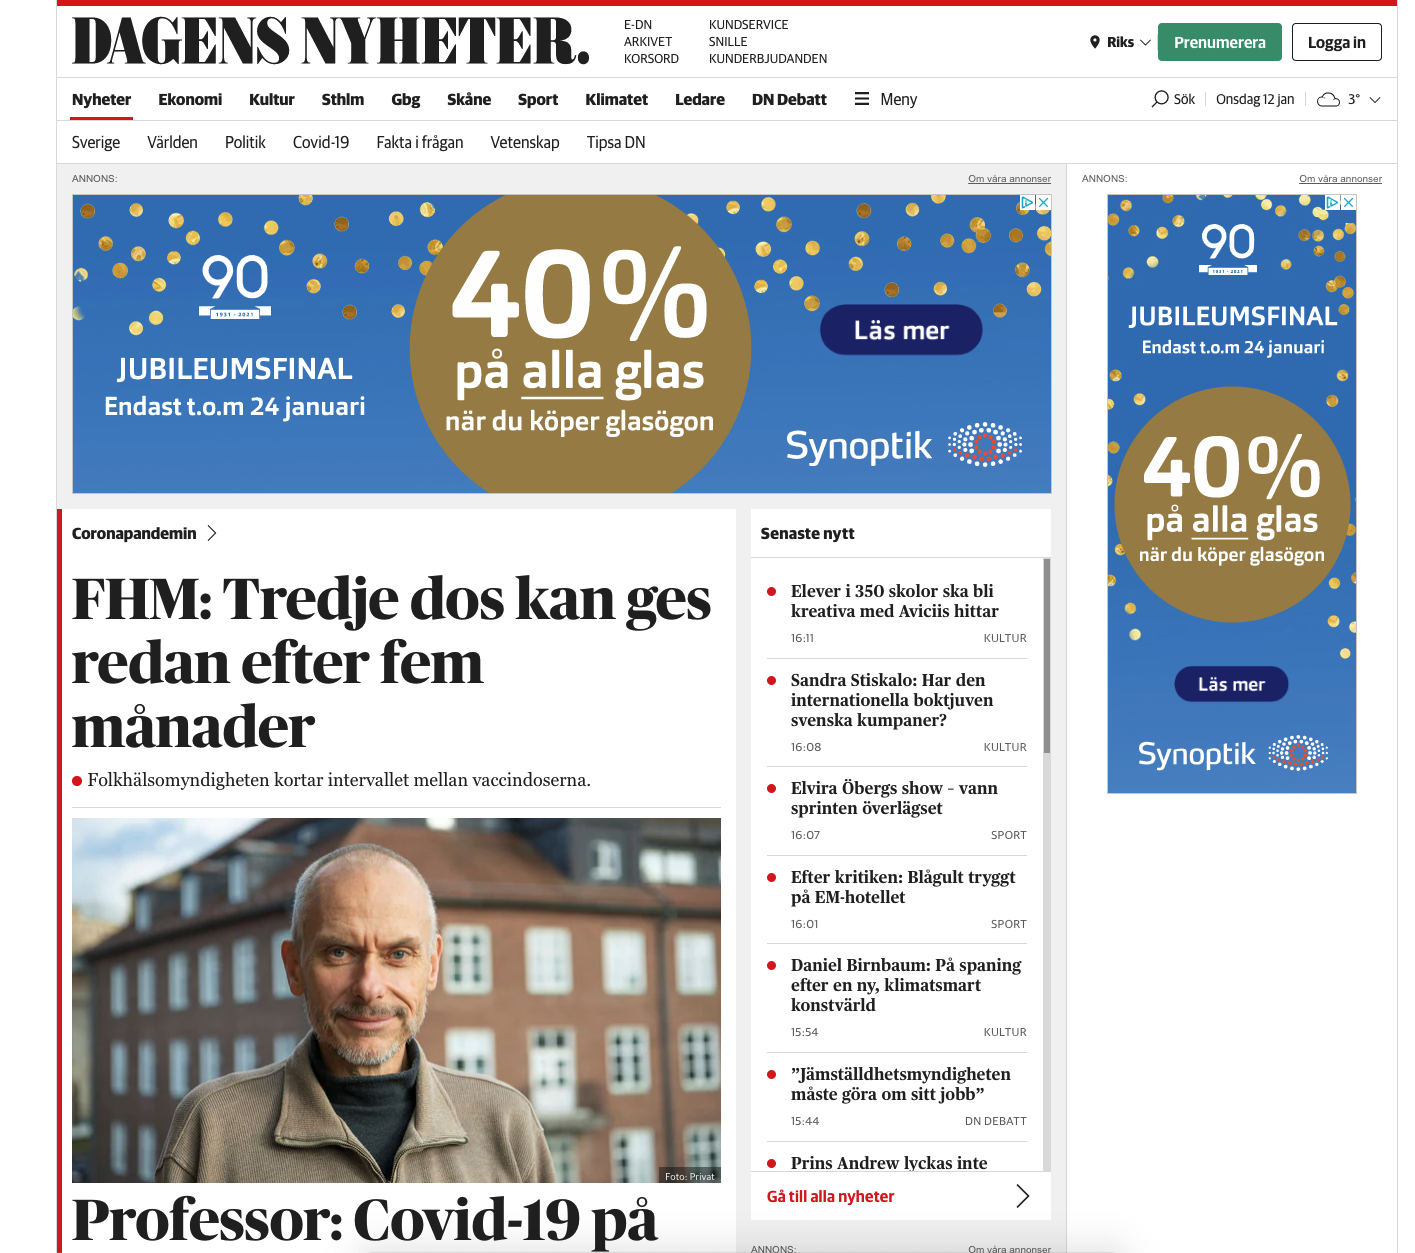 DAGENS NYHETER.
E-DN
ARKIVET
KORSORD
KUNDSERVICE
SNILLE
KUNDERBJUDANDEN
Riks
Prenumerera
Logga in
Nyheter Ekonomi Kultur Sthlm Gbg Skåne Sport Klimatet Ledare DN Debatt Meny
Sök Onsdag 12 jan 3°
Sverige Världen Politik Covid-19 Fakta i frågan Vetenskap Tipsa DN
ANNONS: Om våra annonser
90
1931 - 2021
JUBILEUMSFINAL
Endast t.o.m 24 januari
40%
på alla glas
när du köper glasögon
Läs mer
Synoptik
ANNONS: Om våra annonser
90
1931 - 2021
JUBILEUMSFINAL
Endast t.o.m 24 januari
40%
på alla glas
när du köper glasögon
Läs mer
Synoptik
Coronapandemin
FHM: Tredje dos kan ges
redan efter fem
månader
Folkhälsomyndigheten kortar intervallet mellan vaccindoserna.
Foto: Privat
Professor: Covid-19 på
Senaste nytt
Elever i 350 skolor ska bli
kreativa med Aviciis hittar
16:11 KULTUR
Sandra Stiskalo: Har den
internationella boktjuven
svenska kumpaner?
16:08 KULTUR
Elvira Öbergs show – vann
sprinten överlägset
16:07 SPORT
Efter kritiken: Blågult tryggt
på EM-hotellet
16:01 SPORT
Daniel Birnbaum: På spaning
efter en ny, klimatsmart
konstvärld
15:54 KULTUR
”Jämställdhetsmyndigheten
måste göra om sitt jobb”
15:44 DN DEBATT
Prins Andrew lyckas inte
Gå till alla nyheter
ANNONS: Om våra annonser